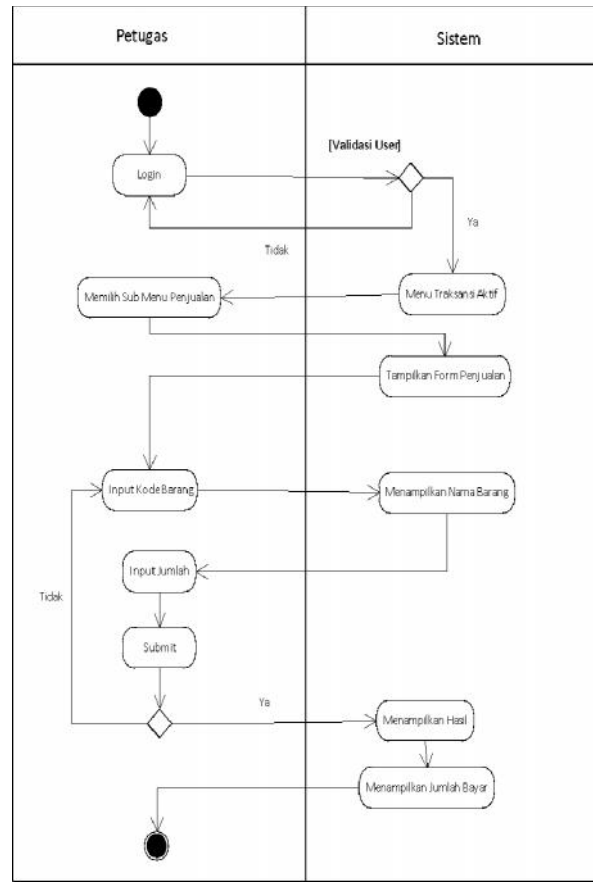 Petugas
Sistem
[Validasi User]
Login
Ya
Tidak
Memilih Sub Menu Penjualan
Menu Traksansi Aktif
Tampilkan Form Penjualan
Input Kode Barang
Menampilkan Nama Barang
Input Jumlah
Tidak
Submit
Ya
Menampilkan Hasil
Menampilkan Jumlah Bayar